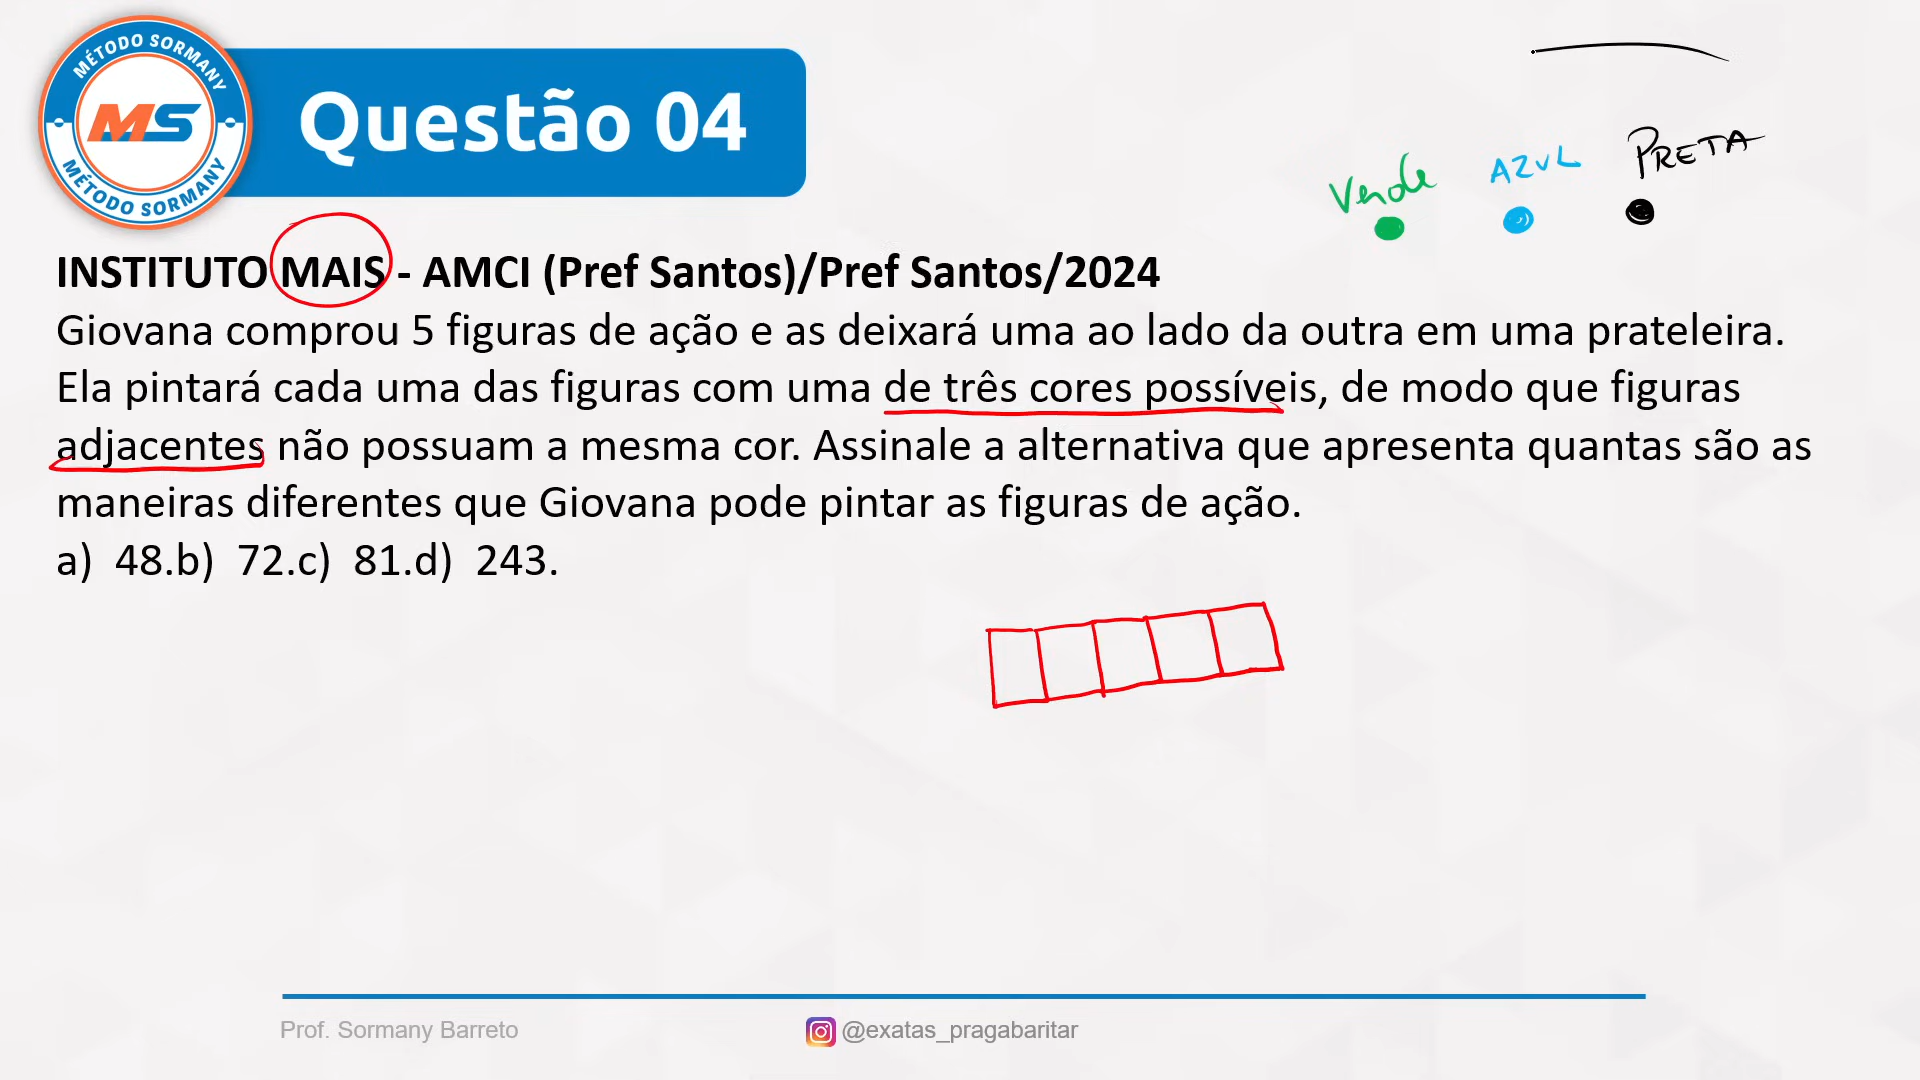 MÉTODO SORMANY
MS
MÉTODO SORMANY
Questão 04
Verde
AZUL
PRETA
INSTITUTO MAIS - AMCI (Pref Santos)/Pref Santos/2024
Giovana comprou 5 figuras de ação e as deixará uma ao lado da outra em uma prateleira.
Ela pintará cada uma das figuras com uma de três cores possíveis, de modo que figuras
adjacentes não possuam a mesma cor. Assinale a alternativa que apresenta quantas são as
maneiras diferentes que Giovana pode pintar as figuras de ação.
a)  48.b)  72.c)  81.d)  243.
Prof. Sormany Barreto
@exatas_pragabaritar